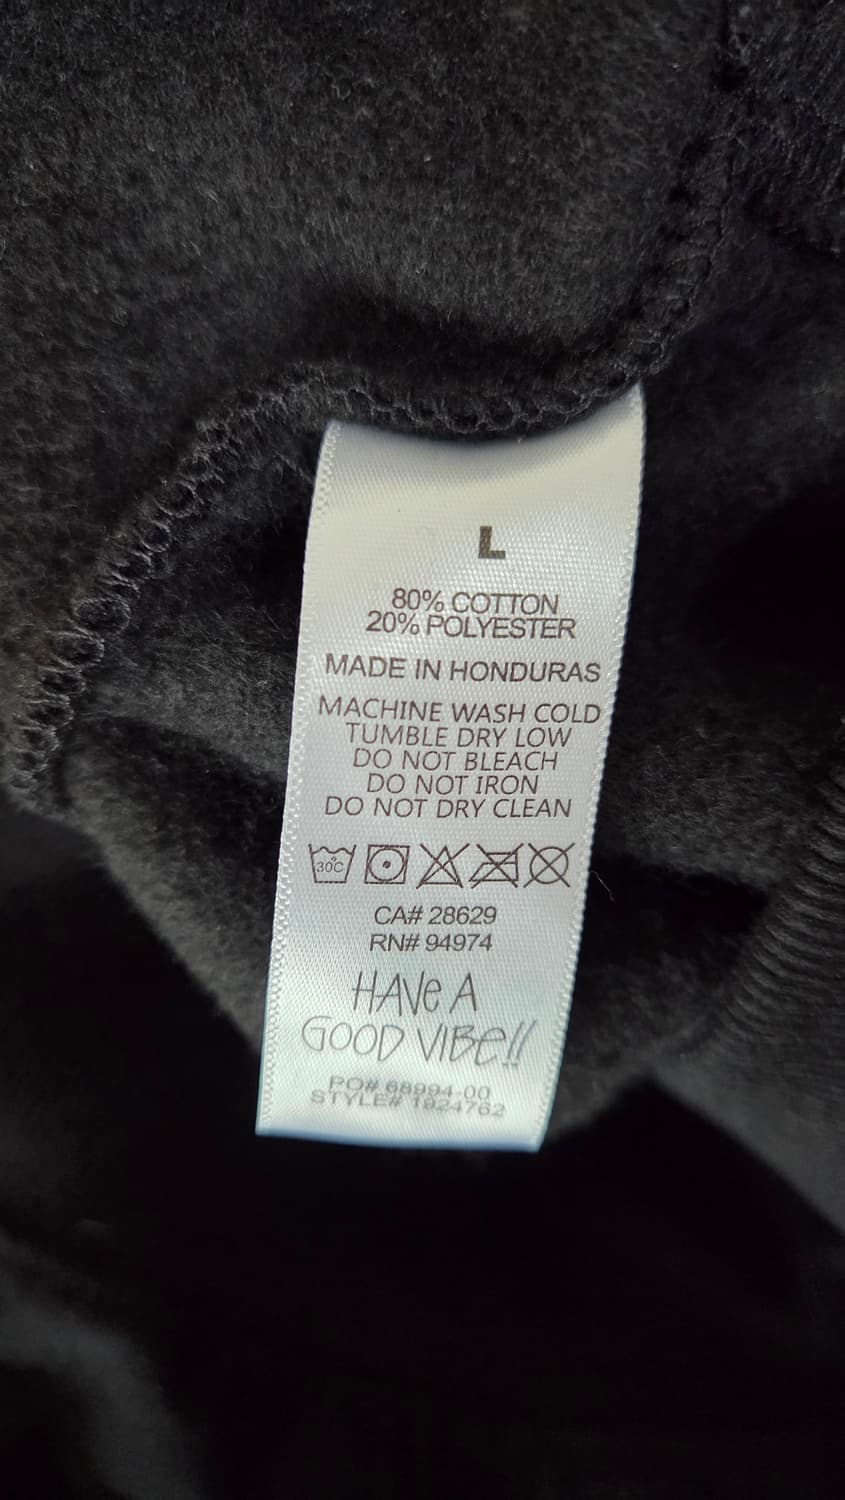 L
80% COTTON
20% POLYESTER
MADE IN HONDURAS
MACHINE WASH COLD
TUMBLE DRY LOW
DO NOT BLEACH
DO NOT IRON
DO NOT DRY CLEAN
30°C
CA# 28629
RN# 94974
HAVe A
GOOD VIBe!!
PO# 68994-00
STYLE# 1924762